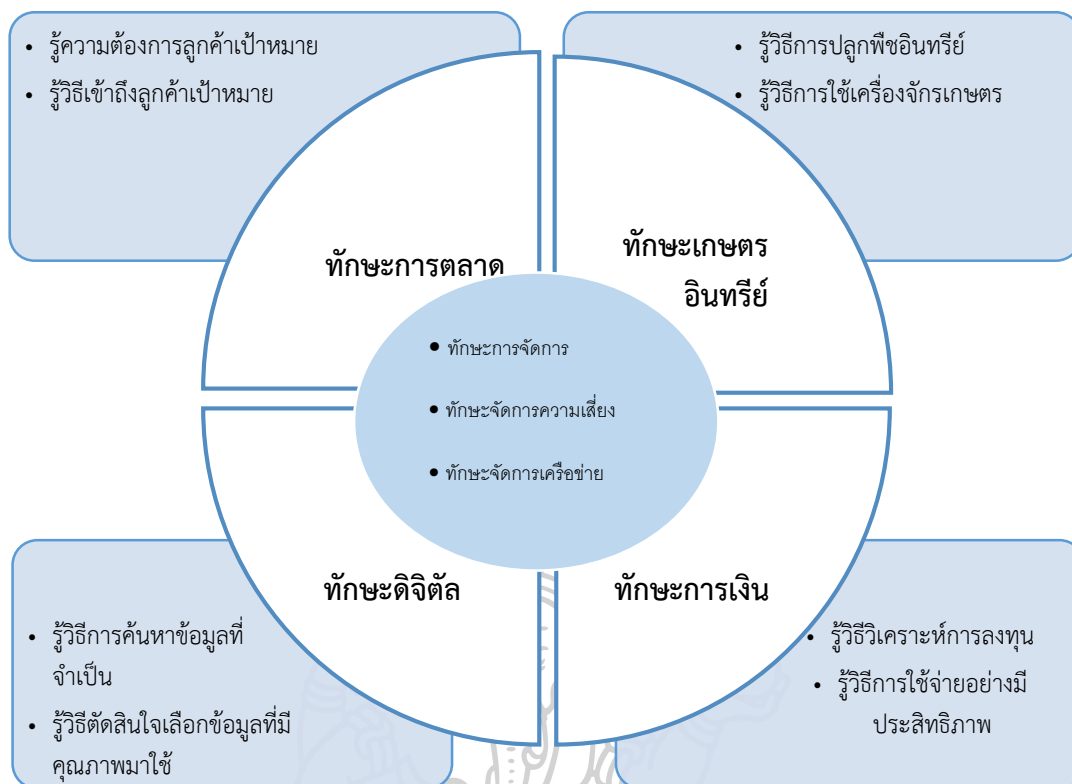 • รู้ความต้องการลูกค้าเป้าหมาย
• รู้วิธีเข้าถึงลูกค้าเป้าหมาย
• รู้วิธีการปลูกพืชอินทรีย์
• รู้วิธีการใช้เครื่องจักรเกษตร
ทักษะการตลาด
ทักษะเกษตร
อินทรีย์
• ทักษะการจัดการ
• ทักษะจัดการความเสี่ยง
• ทักษะจัดการเครือข่าย
ทักษะดิจิตัล
ทักษะการเงิน
• รู้วิธีการค้นหาข้อมูลที่
จำเป็น
• รู้วิธีตัดสินใจเลือกข้อมูลที่มี
คุณภาพมาใช้
• รู้วิธีวิเคราะห์การลงทุน
• รู้วิธีการใช้จ่ายอย่างมี
ประสิทธิภาพ